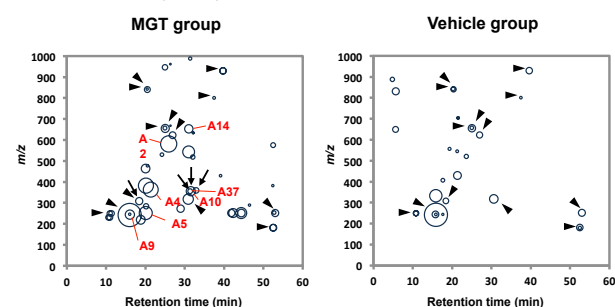 MGT group
Vehicle group
m/z
1000
900
800
700
600
500
400
300
200
100
0
A14
A
2
A37
A4
A10
A5
A9
0 10 20 30 40 50 60
Retention time (min)
m/z
1000
900
800
700
600
500
400
300
200
100
0
0 10 20 30 40 50 60
Retention time (min)